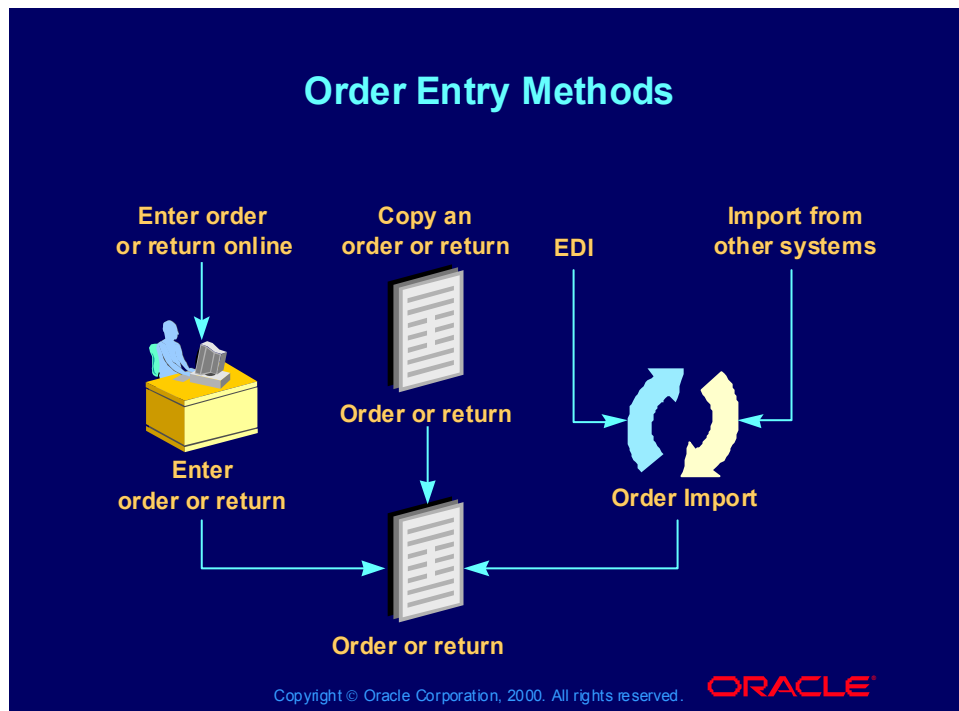 Order Entry Methods
Enter order
or return online
Copy an
order or return
EDI
Import from
other systems
Order or return
Enter
order or return
Order Import
Order or return
Copyright © Oracle Corporation, 2000. All rights reserved.
ORACLE®